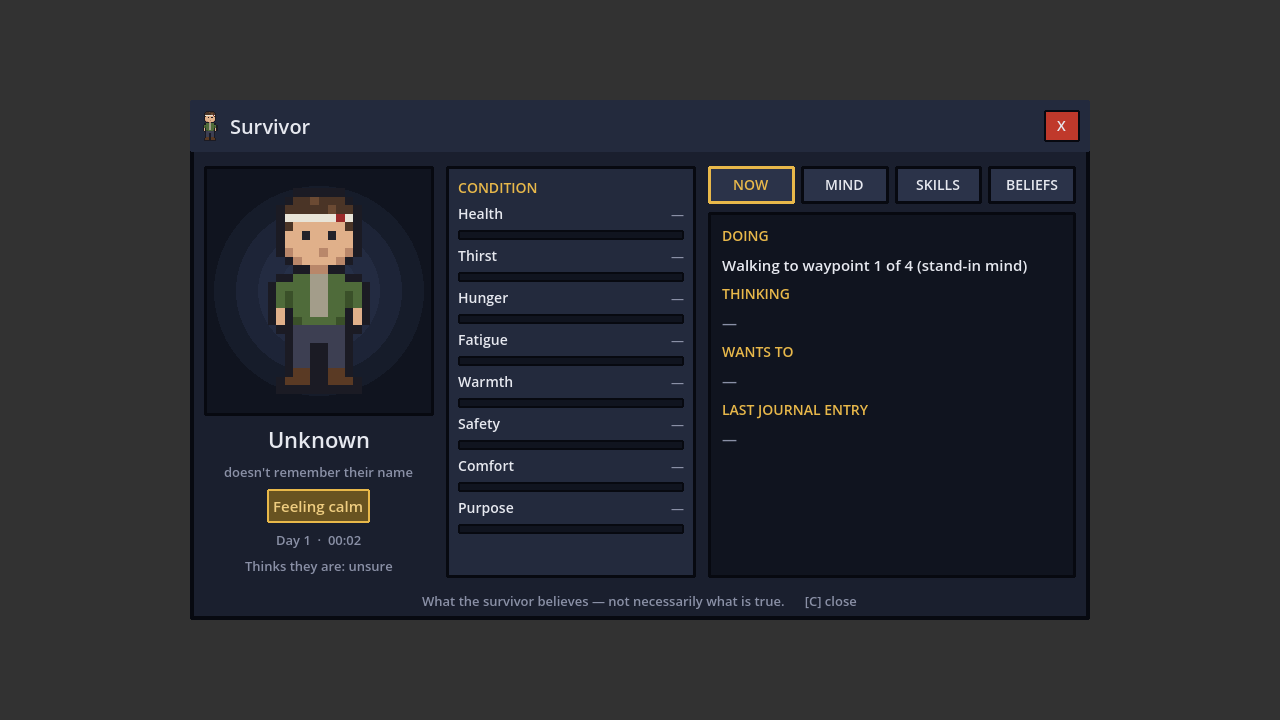 Survivor
X
Unknown
doesn't remember their name
Feeling calm
Day 1 · 00:02
Thinks they are: unsure
CONDITION
Health —
Thirst —
Hunger —
Fatigue —
Warmth —
Safety —
Comfort —
Purpose —
NOW MIND SKILLS BELIEFS
DOING
Walking to waypoint 1 of 4 (stand-in mind)
THINKING
—
WANTS TO
—
LAST JOURNAL ENTRY
—
What the survivor believes — not necessarily what is true. [C] close